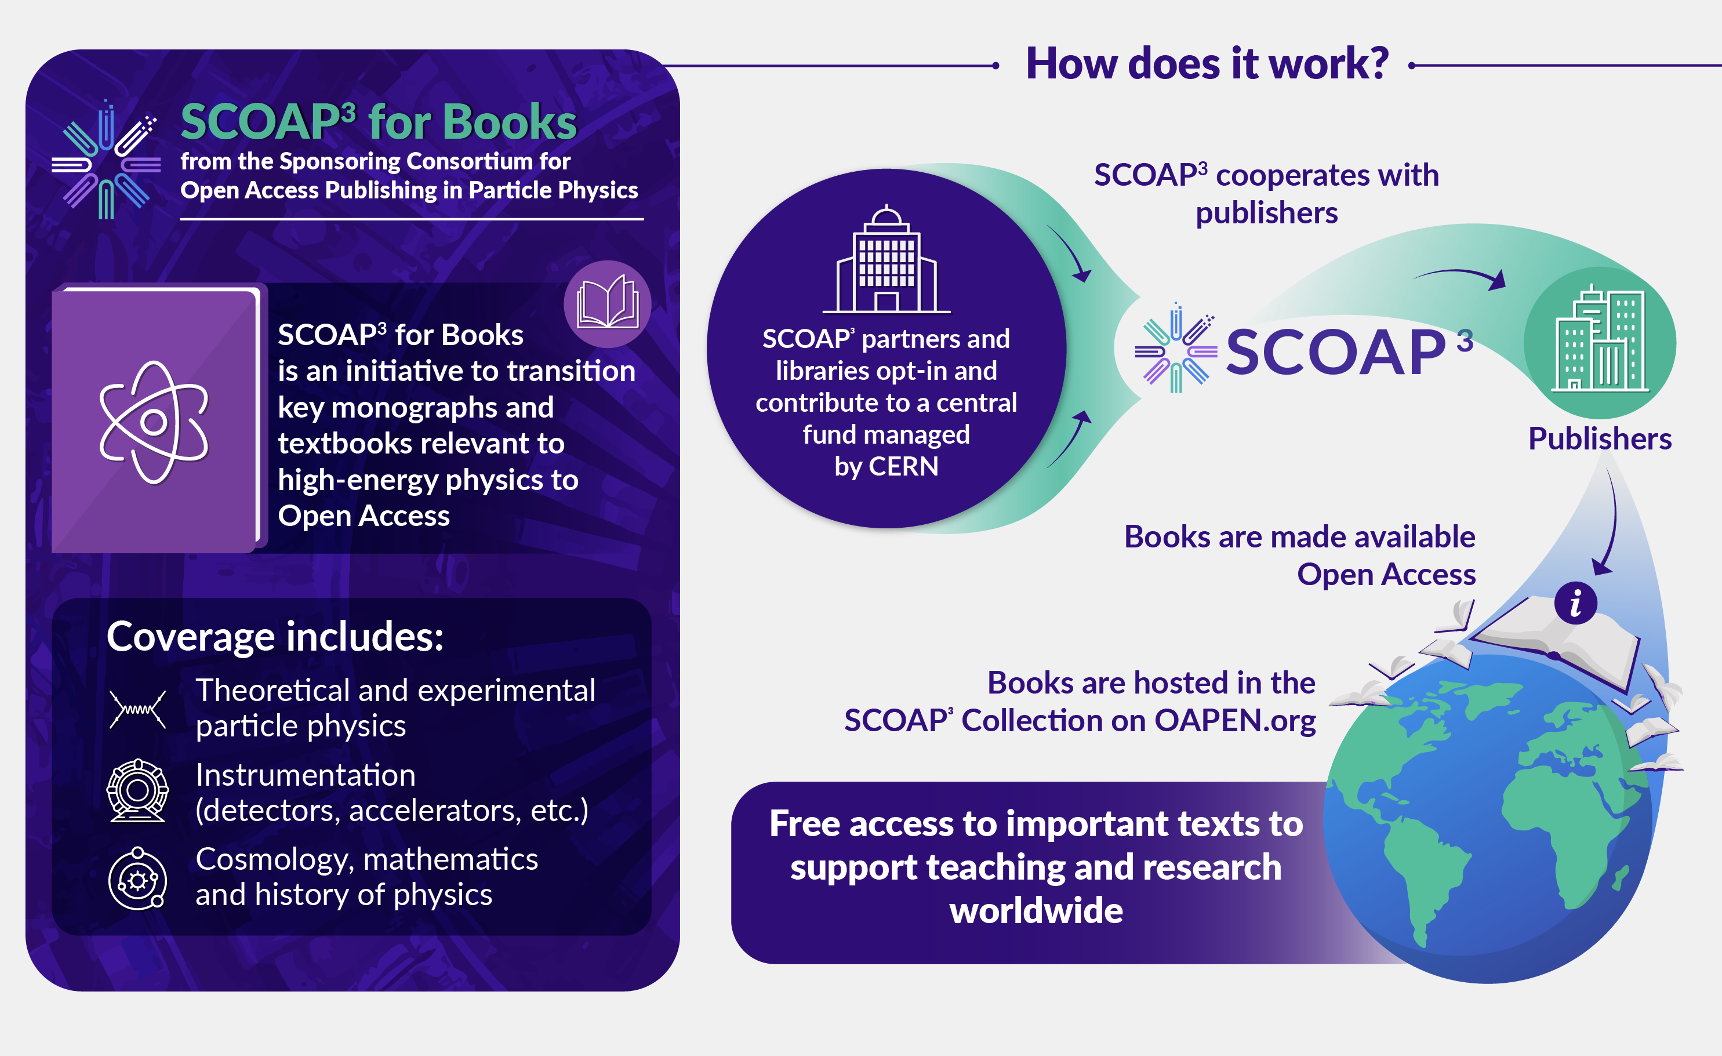 SCOAP³ for Books
from the Sponsoring Consortium for
Open Access Publishing in Particle Physics
SCOAP³ for Books
is an initiative to transition
key monographs and
textbooks relevant to
high-energy physics to
Open Access
Coverage includes:
Theoretical and experimental
particle physics
Instrumentation
(detectors, accelerators, etc.)
Cosmology, mathematics
and history of physics
How does it work?
SCOAP³ partners and
libraries opt-in and
contribute to a central
fund managed
by CERN
SCOAP³ cooperates with
publishers
SCOAP³
Publishers
Books are made available
Open Access
i
Books are hosted in the
SCOAP³ Collection on OAPEN.org
Free access to important texts to
support teaching and research
worldwide